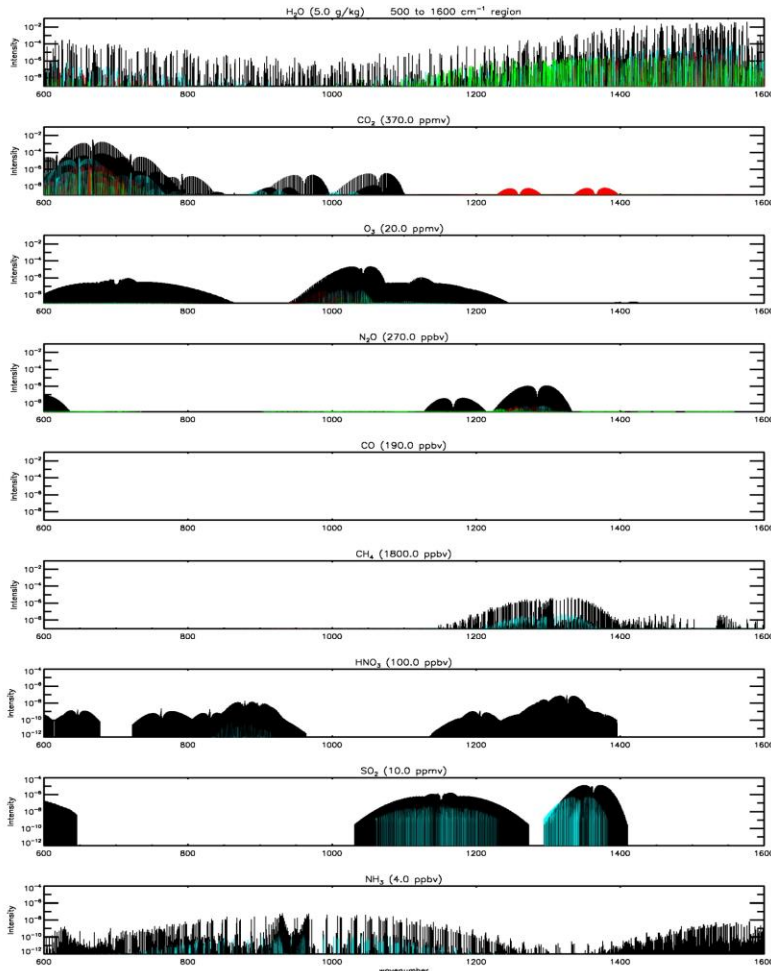 H₂O (5.0 g/kg) 500 to 1600 cm⁻¹ region
Intensity
10⁻²
10⁻⁴
10⁻⁶
10⁻⁸
600 800 1000 1200 1400 1600
CO₂ (370.0 ppmv)
Intensity
10⁻²
10⁻⁴
10⁻⁶
10⁻⁸
600 800 1000 1200 1400 1600
O₃ (20.0 ppmv)
Intensity
10⁻²
10⁻⁴
10⁻⁶
10⁻⁸
600 800 1000 1200 1400 1600
N₂O (270.0 ppbv)
Intensity
10⁻²
10⁻⁴
10⁻⁶
10⁻⁸
600 800 1000 1200 1400 1600
CO (190.0 ppbv)
Intensity
10⁻²
10⁻⁴
10⁻⁶
10⁻⁸
600 800 1000 1200 1400 1600
CH₄ (1800.0 ppbv)
Intensity
10⁻²
10⁻⁴
10⁻⁶
10⁻⁸
600 800 1000 1200 1400 1600
HNO₃ (100.0 ppbv)
Intensity
10⁻⁴
10⁻⁶
10⁻⁸
10⁻¹⁰
10⁻¹²
600 800 1000 1200 1400 1600
SO₂ (10.0 ppmv)
Intensity
10⁻⁴
10⁻⁶
10⁻⁸
10⁻¹⁰
10⁻¹²
600 800 1000 1200 1400 1600
NH₃ (4.0 ppbv)
Intensity
10⁻⁴
10⁻⁶
10⁻⁸
10⁻¹⁰
10⁻¹²
600 800 1000 1200 1400 1600
wavenumber